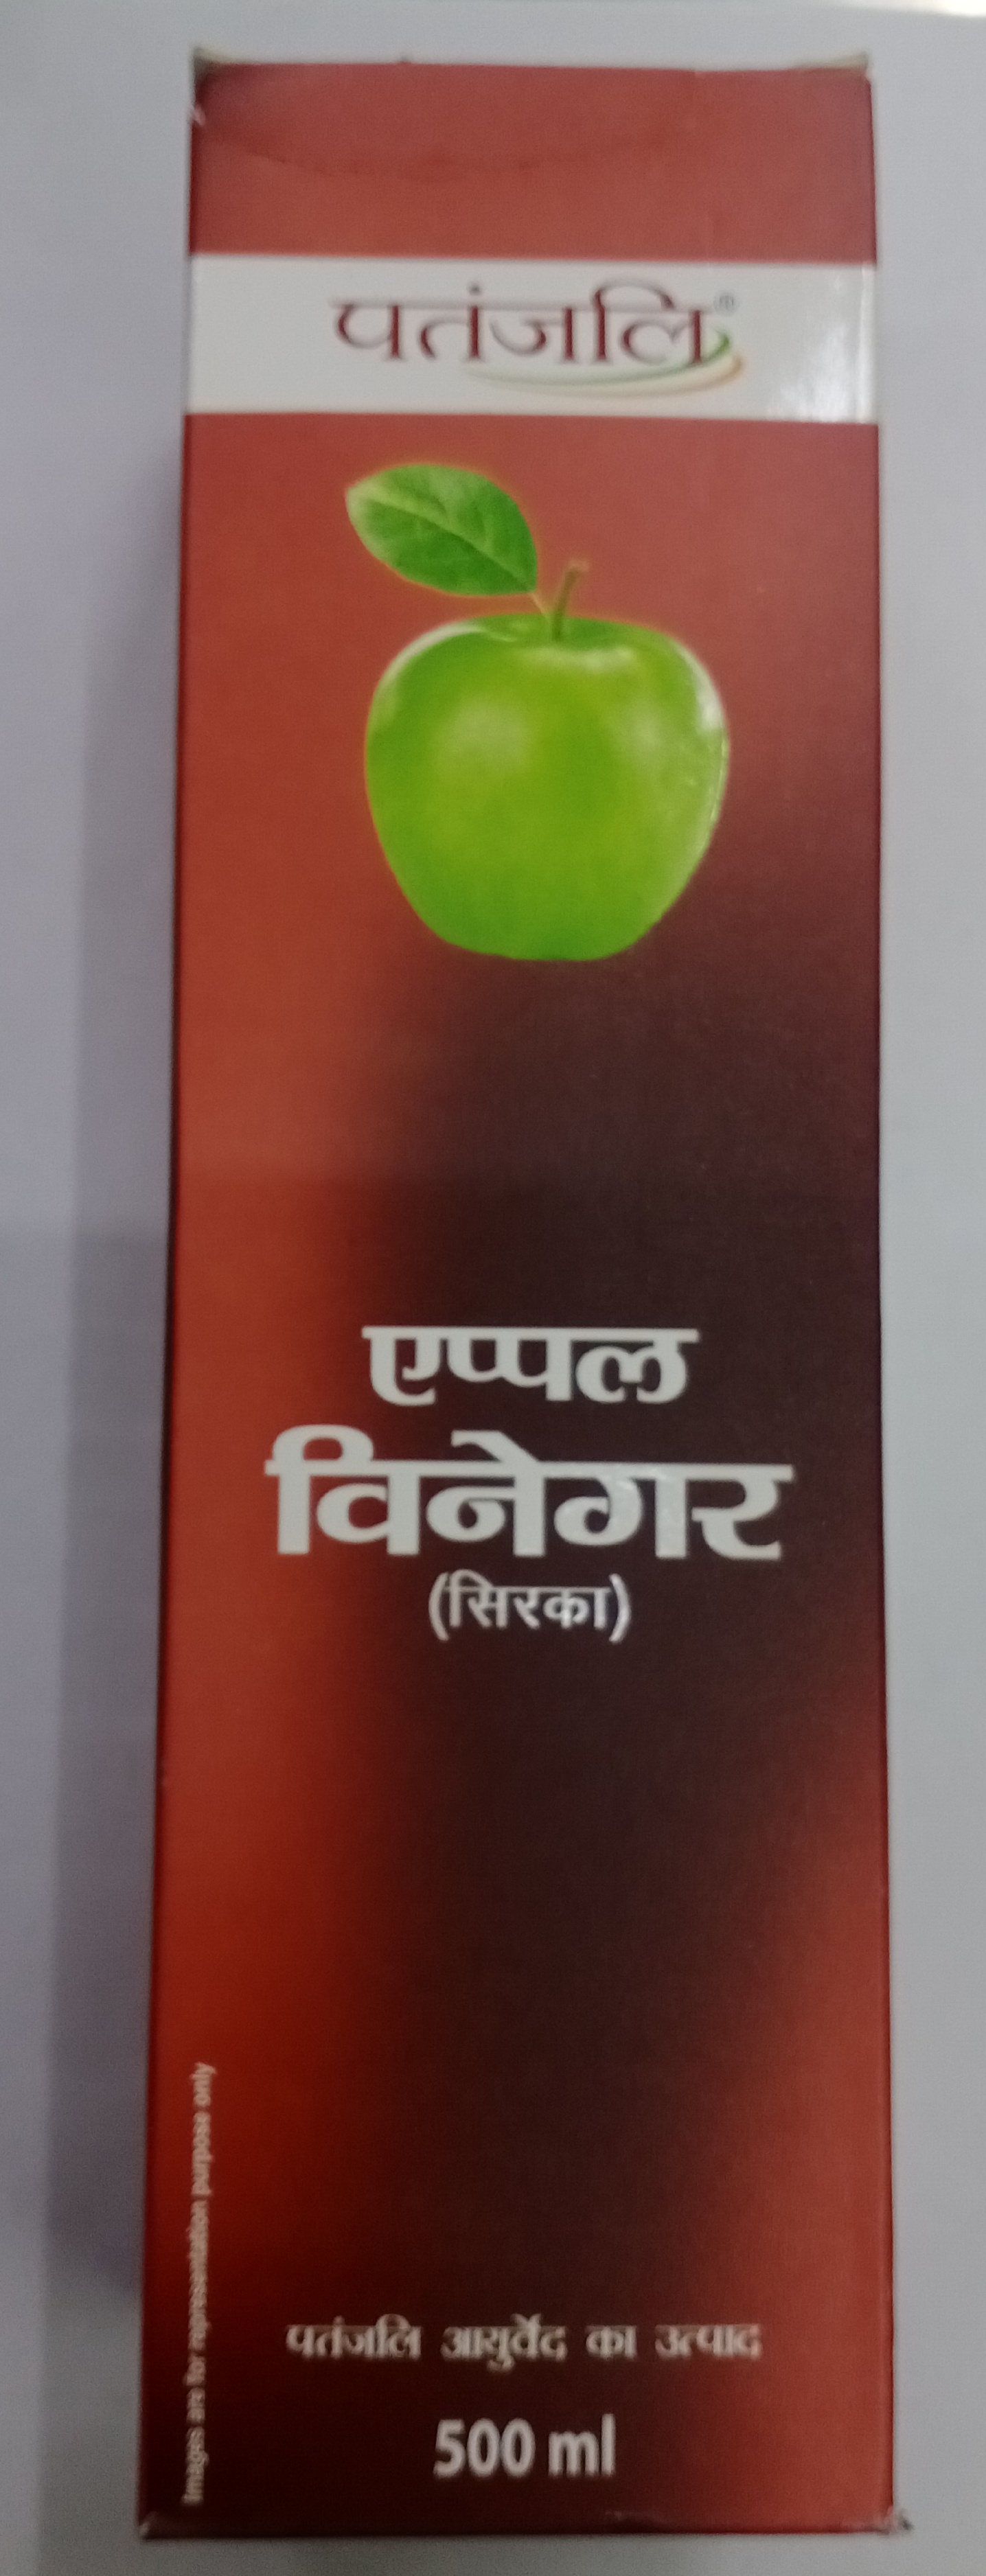 पतंजलि®
एप्पल
विनेगर
(सिरका)
Images are for representation purpose only
पतंजलि आयुर्वेद का उत्पाद
500 ml